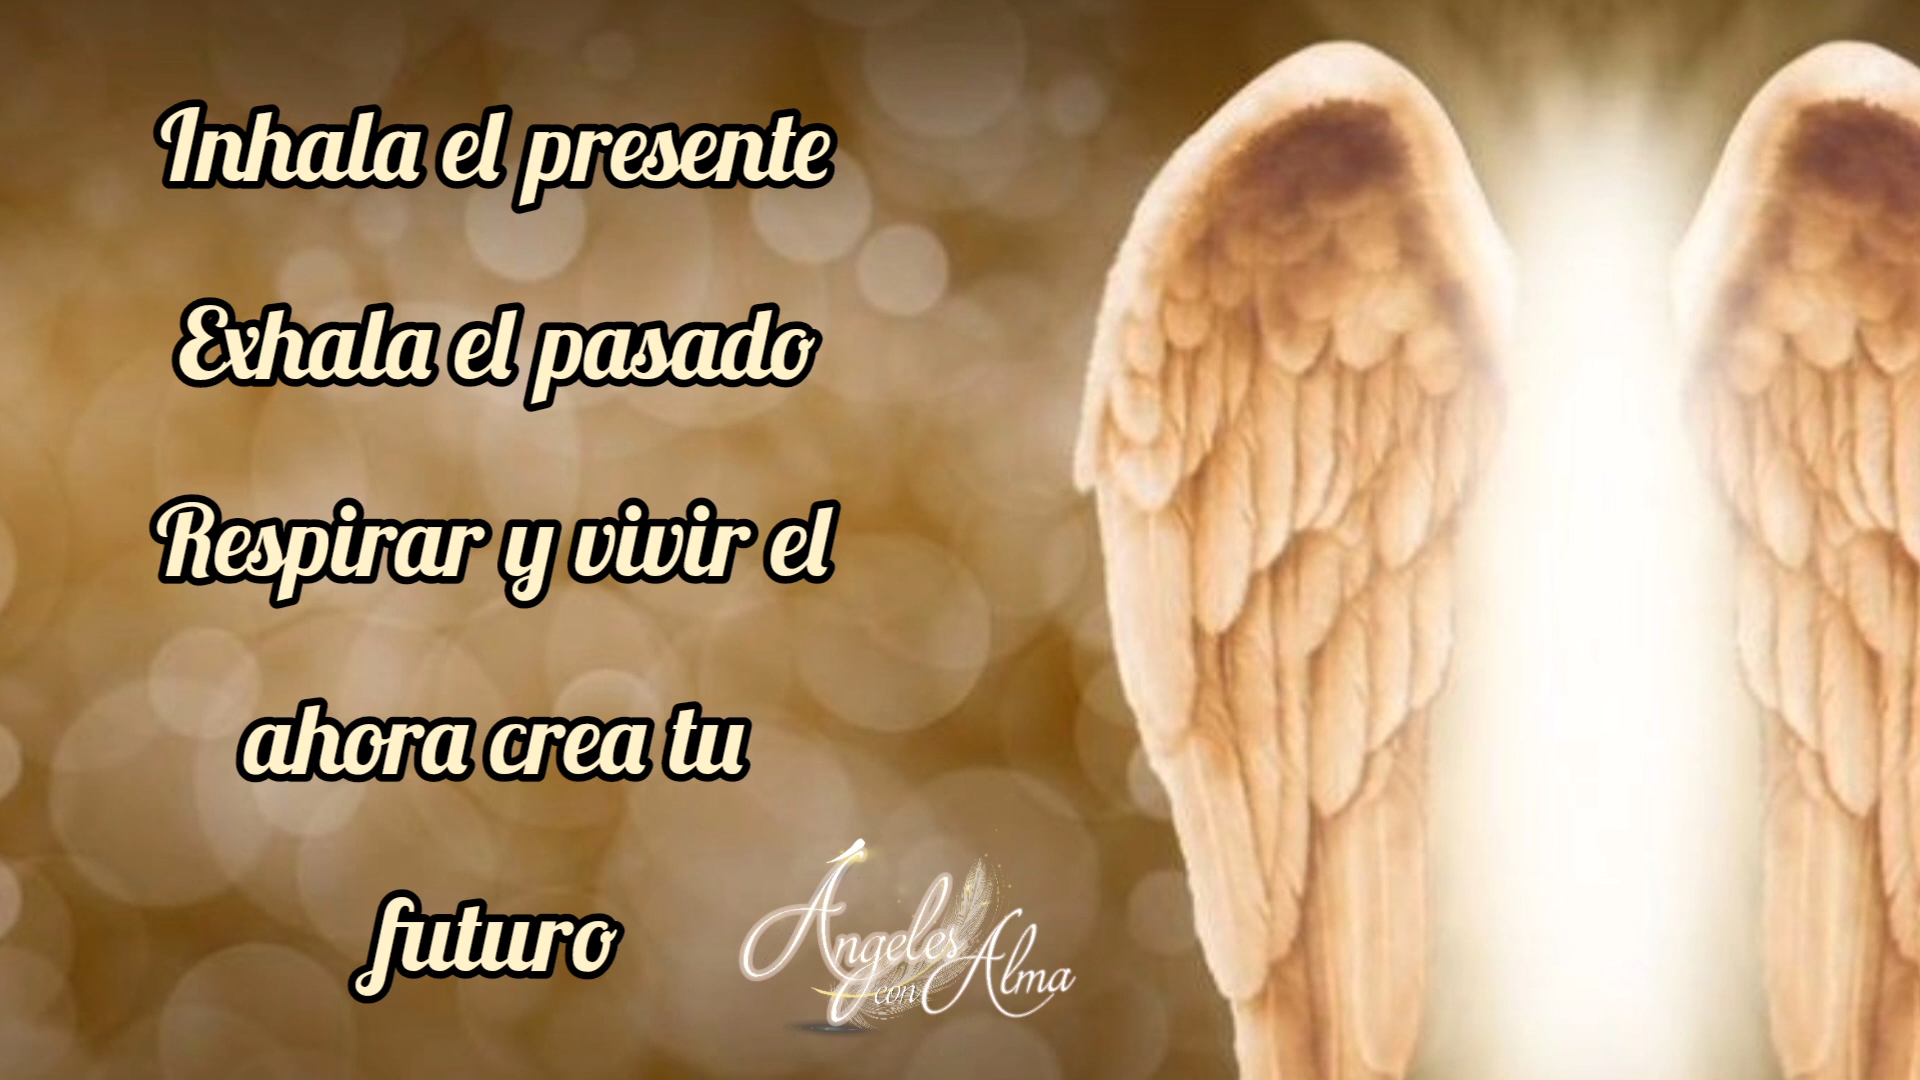 Inhala el presente
Exhala el pasado
Respirar y vivir el
ahora crea tu
futuro
Ángeles
con Alma